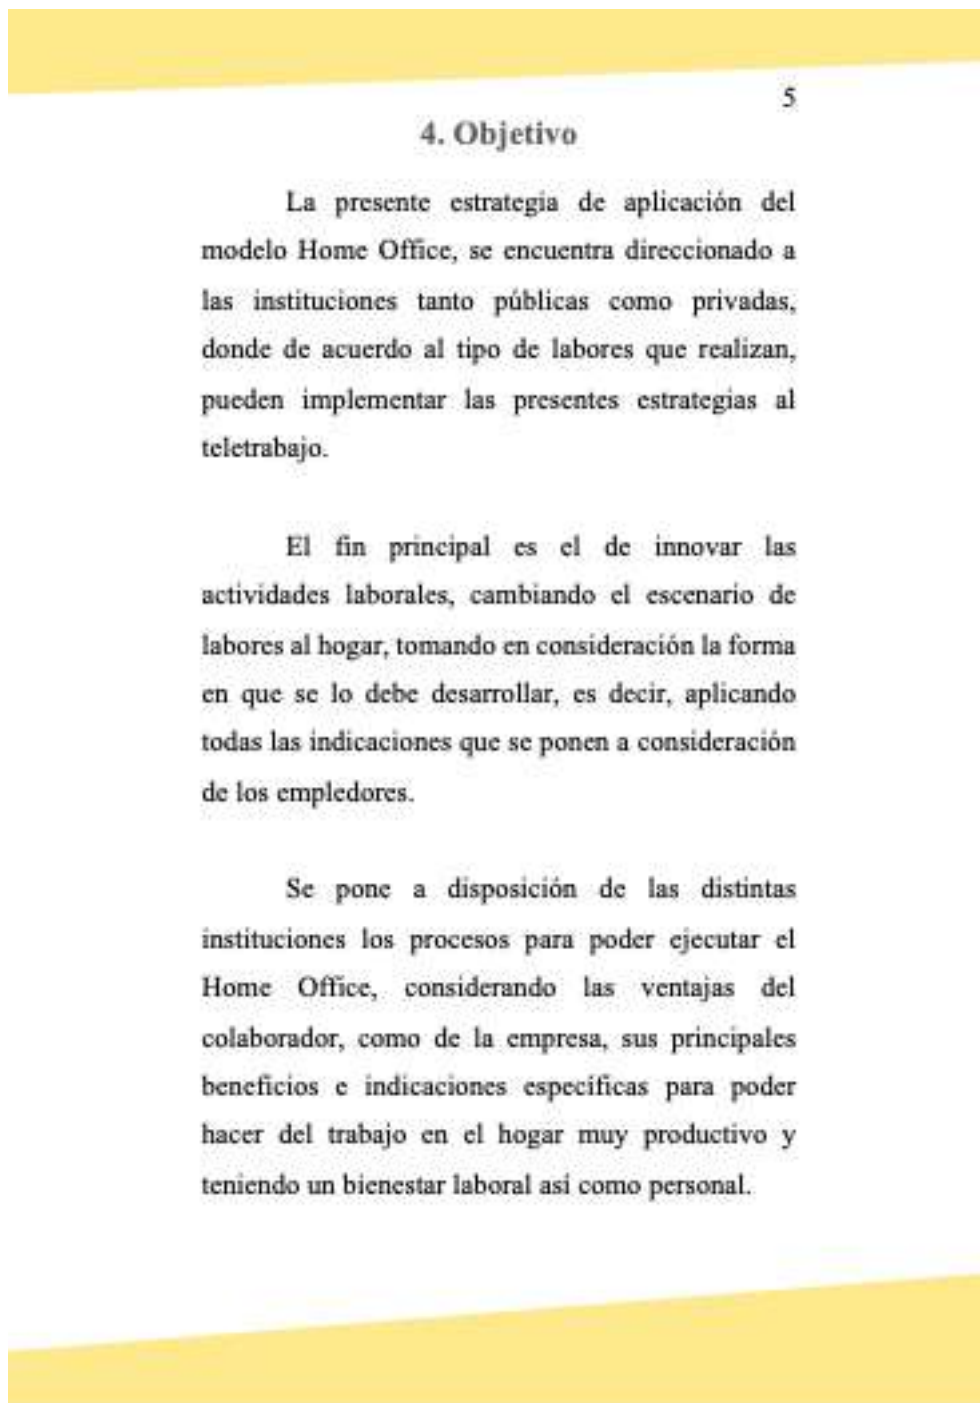 5
4. Objetivo
La presente estrategia de aplicación del
modelo Home Office, se encuentra direccionado a
las instituciones tanto públicas como privadas,
donde de acuerdo al tipo de labores que realizan,
pueden implementar las presentes estrategias al
teletrabajo.
El fin principal es el de innovar las
actividades laborales, cambiando el escenario de
labores al hogar, tomando en consideración la forma
en que se lo debe desarrollar, es decir, aplicando
todas las indicaciones que se ponen a consideración
de los empledores.
Se pone a disposición de las distintas
instituciones los procesos para poder ejecutar el
Home Office, considerando las ventajas del
colaborador, como de la empresa, sus principales
beneficios e indicaciones específicas para poder
hacer del trabajo en el hogar muy productivo y
teniendo un bienestar laboral así como personal.